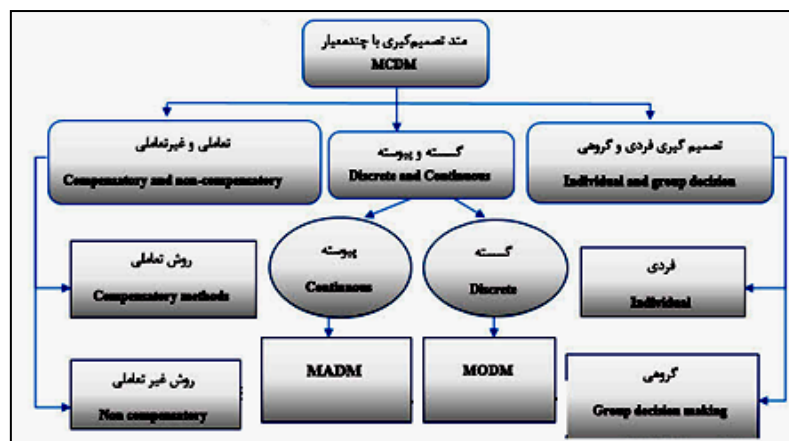 متد تصمیم‌گیری با چندمعیار
MCDM
تعاملی و غیرتعاملی
Compensatory and non-compensatory
گسسته و پیوسته
Discrete and Continuous
تصمیم گیری فردی و گروهی
Individual and group decision
روش تعاملی
Compensatory methods
پیوسته
Continuous
گسسته
Discrete
فردی
Individual
روش غیر تعاملی
Non compensatory
MADM
MODM
گروهی
Group decision making